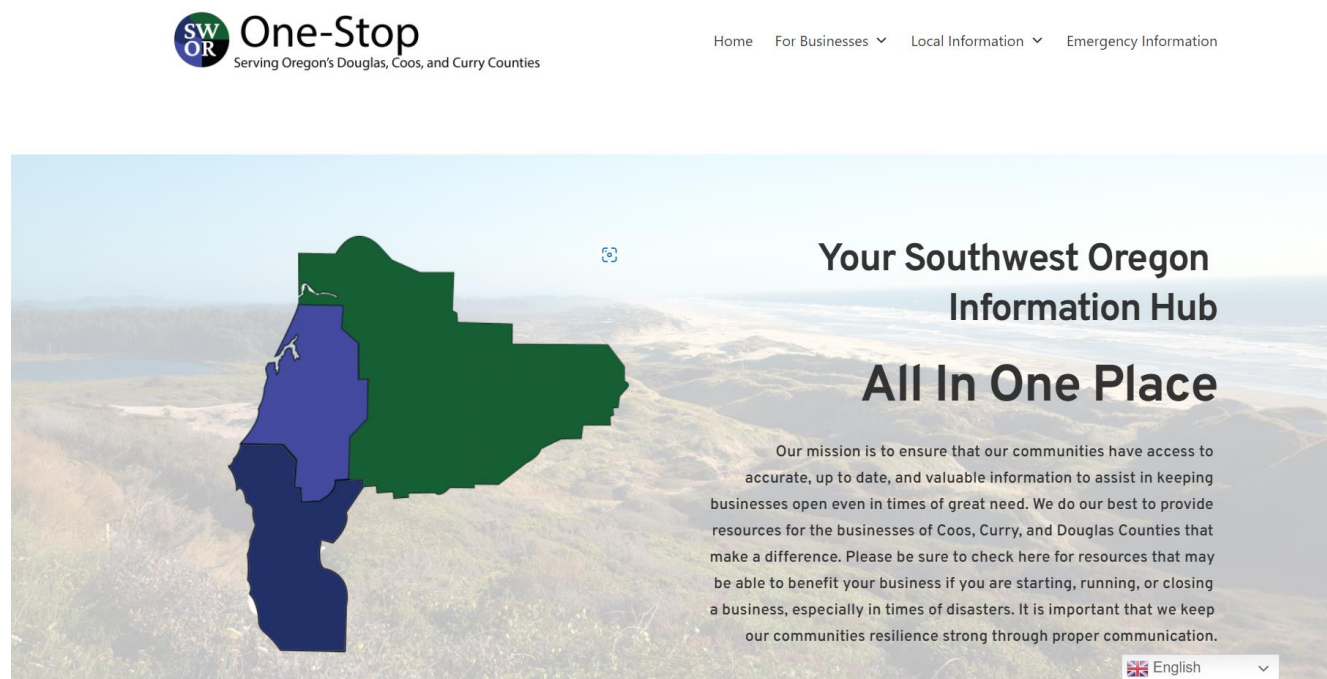 SW
OR
One-Stop
Serving Oregon's Douglas, Coos, and Curry Counties
Home For Businesses Local Information Emergency Information
Your Southwest Oregon
Information Hub
All In One Place
Our mission is to ensure that our communities have access to
accurate, up to date, and valuable information to assist in keeping
businesses open even in times of great need. We do our best to provide
resources for the businesses of Coos, Curry, and Douglas Counties that
make a difference. Please be sure to check here for resources that may
be able to benefit your business if you are starting, running, or closing
a business, especially in times of disasters. It is important that we keep
our communities resilience strong through proper communication.
English